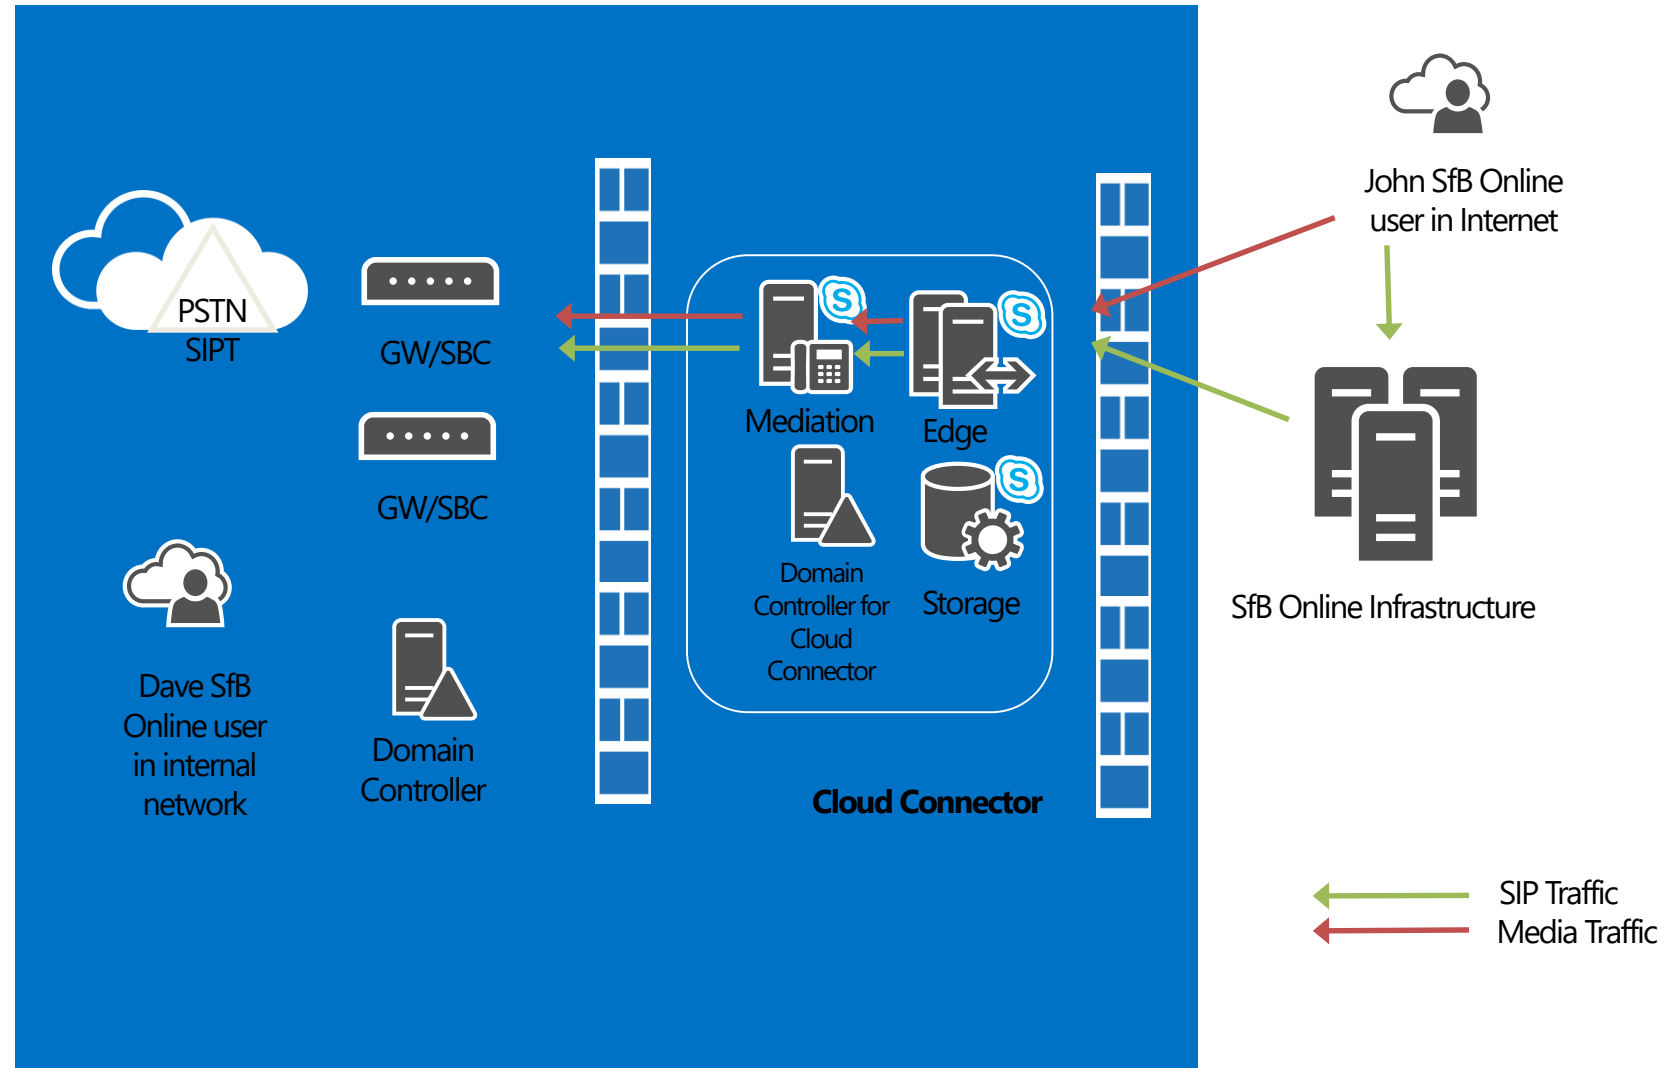 John SfB Online
user in Internet
PSTN
SIPT
GW/SBC
GW/SBC
S
S
Mediation
Edge
S
Domain
Controller for
Cloud
Connector
Storage
SfB Online Infrastructure
Dave SfB
Online user
in internal
network
Domain
Controller
Cloud Connector
SIP Traffic
Media Traffic